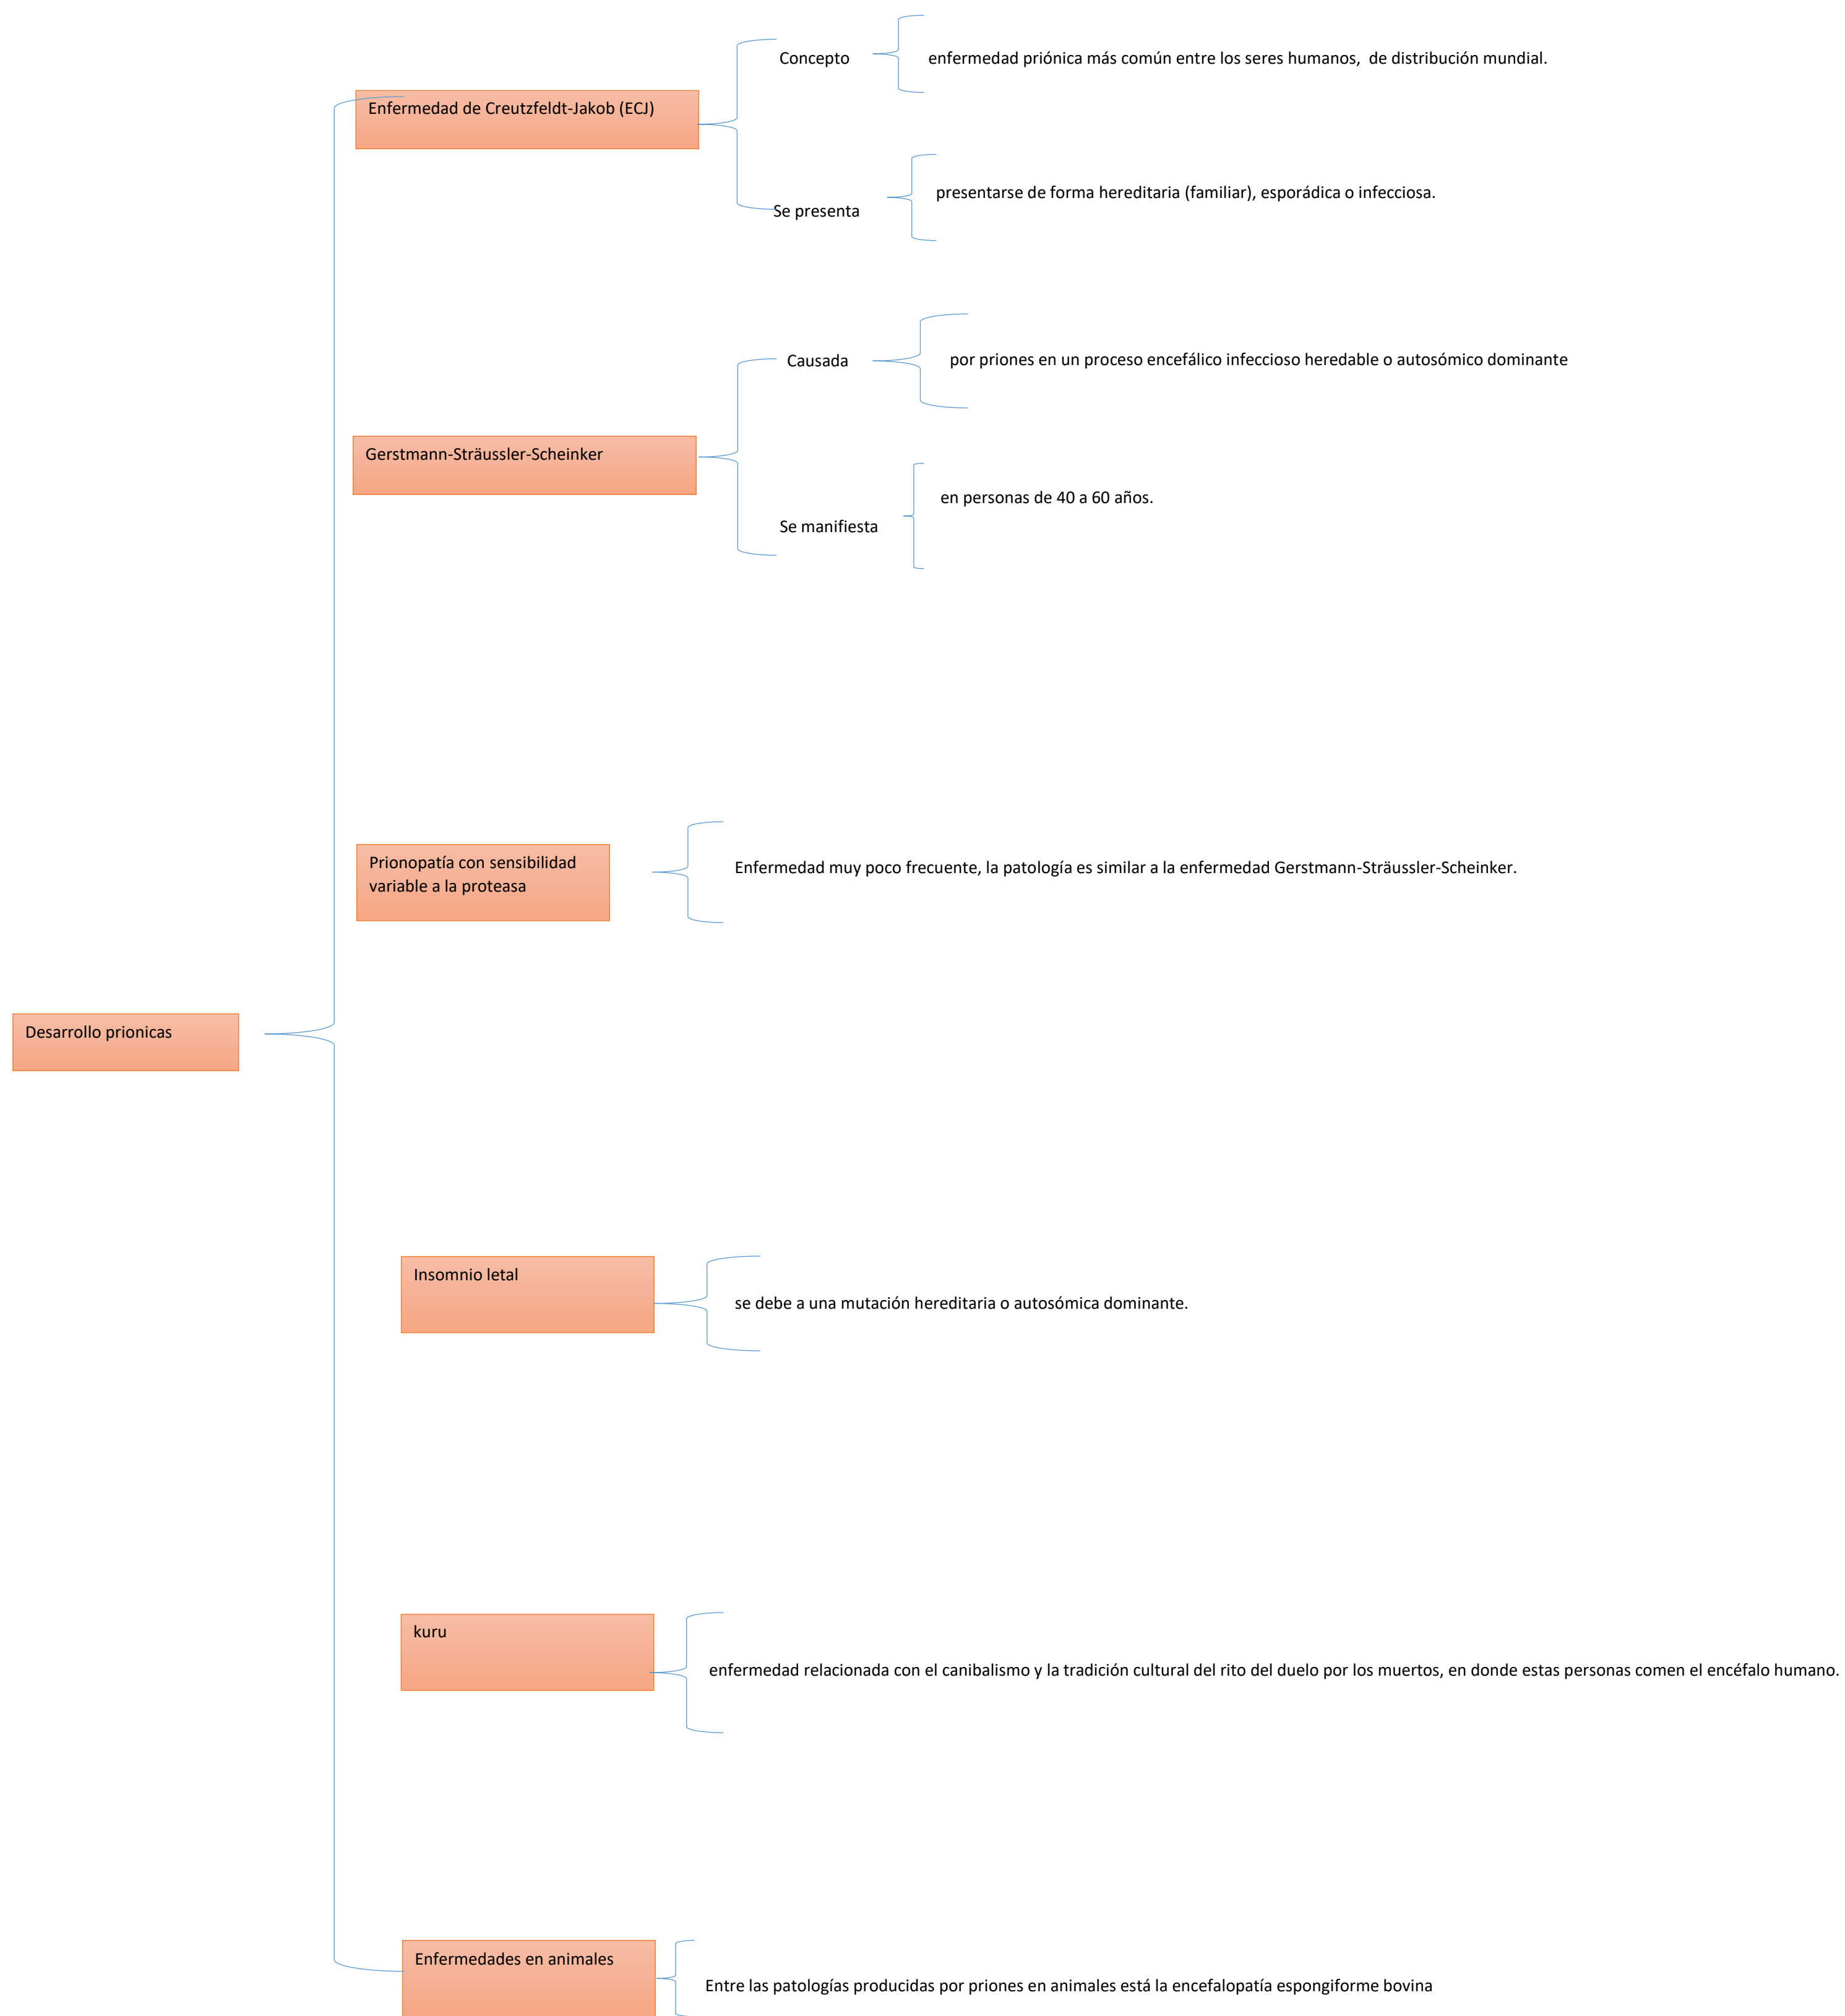 Concepto
enfermedad priónica más común entre los seres humanos,  de distribución mundial.
Enfermedad de Creutzfeldt-Jakob (ECJ)
Se presenta
presentarse de forma hereditaria (familiar), esporádica o infecciosa.
Causada
por priones en un proceso encefálico infeccioso heredable o autosómico dominante
Gerstmann-Sträussler-Scheinker
Se manifiesta
en personas de 40 a 60 años.
Prionopatía con sensibilidad
variable a la proteasa
Enfermedad muy poco frecuente, la patología es similar a la enfermedad Gerstmann-Sträussler-Scheinker.
Desarrollo prionicas
Insomnio letal
se debe a una mutación hereditaria o autosómica dominante.
kuru
enfermedad relacionada con el canibalismo y la tradición cultural del rito del duelo por los muertos, en donde estas personas comen el encéfalo humano.
Enfermedades en animales
Entre las patologías producidas por priones en animales está la encefalopatía espongiforme bovina